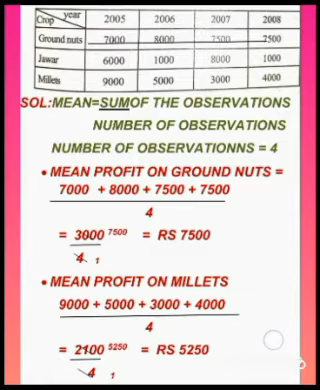 Crop year 2005 2006 2007 2008
Ground nuts 7000 8000 7500 7500
Jawar 6000 1000 8000 1000
Millets 9000 5000 3000 4000
SOL:MEAN=SUMOF THE OBSERVATIONS
NUMBER OF OBSERVATIONS
NUMBER OF OBSERVATIONNS = 4
• MEAN PROFIT ON GROUND NUTS =
7000 + 8000 + 7500 + 7500
4
= 3000 7500 = RS 7500
4 1
• MEAN PROFIT ON MILLETS
9000 + 5000 + 3000 + 4000
4
= 2100 5250 = RS 5250
4 1